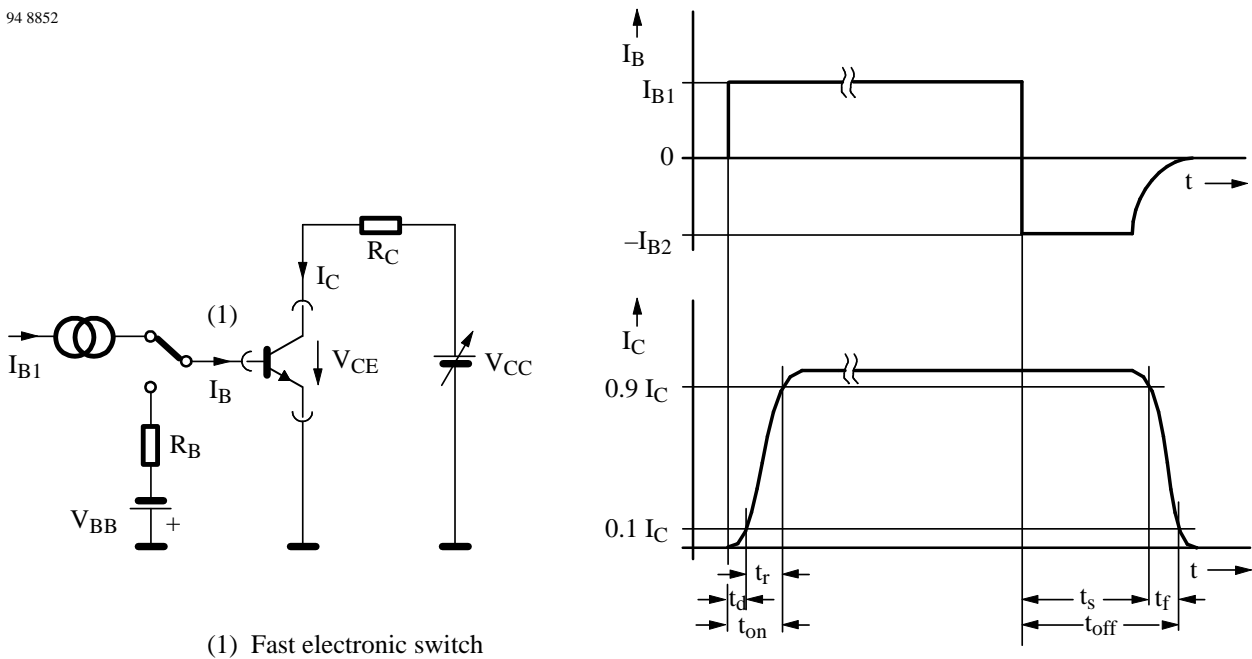 94 8852
I_B
I_B1
0
t
–I_B2
R_C
I_C
(1)
I_B1
I_B
V_CE
V_CC
R_B
V_BB
+
I_C
0.9 I_C
0.1 I_C
t
t_r
t_d
t_s
t_f
t_on
t_off
(1) Fast electronic switch